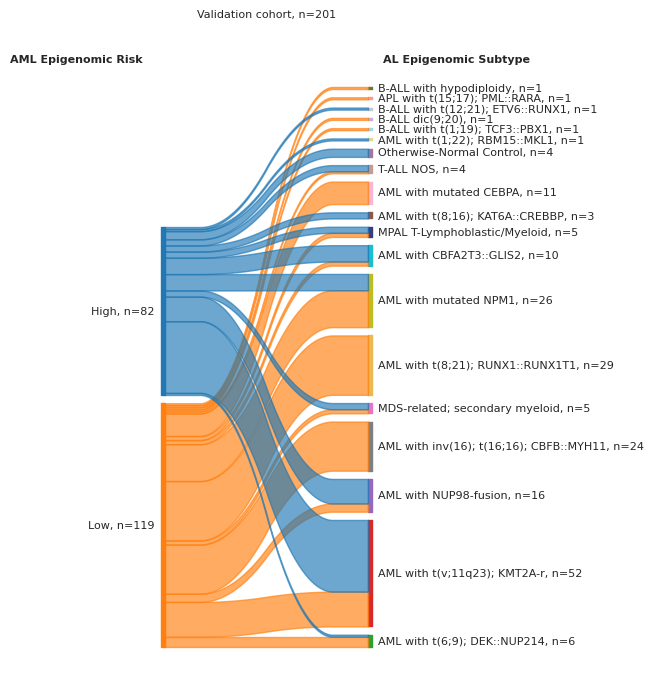 Validation cohort, n=201
AML Epigenomic Risk
AL Epigenomic Subtype
B-ALL with hypodiploidy, n=1
APL with t(15;17); PML::RARA, n=1
B-ALL with t(12;21); ETV6::RUNX1, n=1
B-ALL dic(9;20), n=1
B-ALL with t(1;19); TCF3::PBX1, n=1
AML with t(1;22); RBM15::MKL1, n=1
Otherwise-Normal Control, n=4
T-ALL NOS, n=4
AML with mutated CEBPA, n=11
AML with t(8;16); KAT6A::CREBBP, n=3
MPAL T-Lymphoblastic/Myeloid, n=5
AML with CBFA2T3::GLIS2, n=10
AML with mutated NPM1, n=26
High, n=82
AML with t(8;21); RUNX1::RUNX1T1, n=29
MDS-related; secondary myeloid, n=5
AML with inv(16); t(16;16); CBFB::MYH11, n=24
AML with NUP98-fusion, n=16
Low, n=119
AML with t(v;11q23); KMT2A-r, n=52
AML with t(6;9); DEK::NUP214, n=6